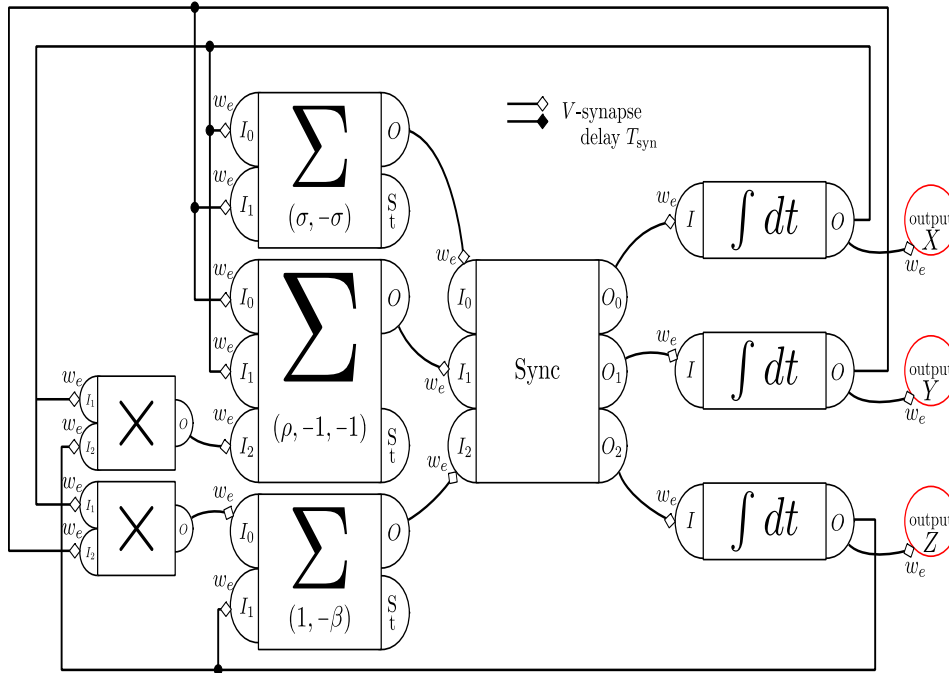 w_e
I_0
Σ
O
w_e
I_1
(σ, -σ)
S
t
V-synapse
delay T_syn
w_e
I_0
Σ
O
w_e
I_1
w_e
I_2
(ρ, -1, -1)
S
t
w_e
I_1
X
O
w_e
I_2
w_e
I_1
X
O
w_e
I_2
w_e
I_0
Σ
O
w_e
I_1
(1, -β)
S
t
w_e
I_0
O_0
w_e
I_1
Sync
O_1
w_e
I_2
O_2
w_e
I
∫ dt
O
output
X
w_e
w_e
I
∫ dt
O
output
Y
w_e
w_e
I
∫ dt
O
output
Z
w_e